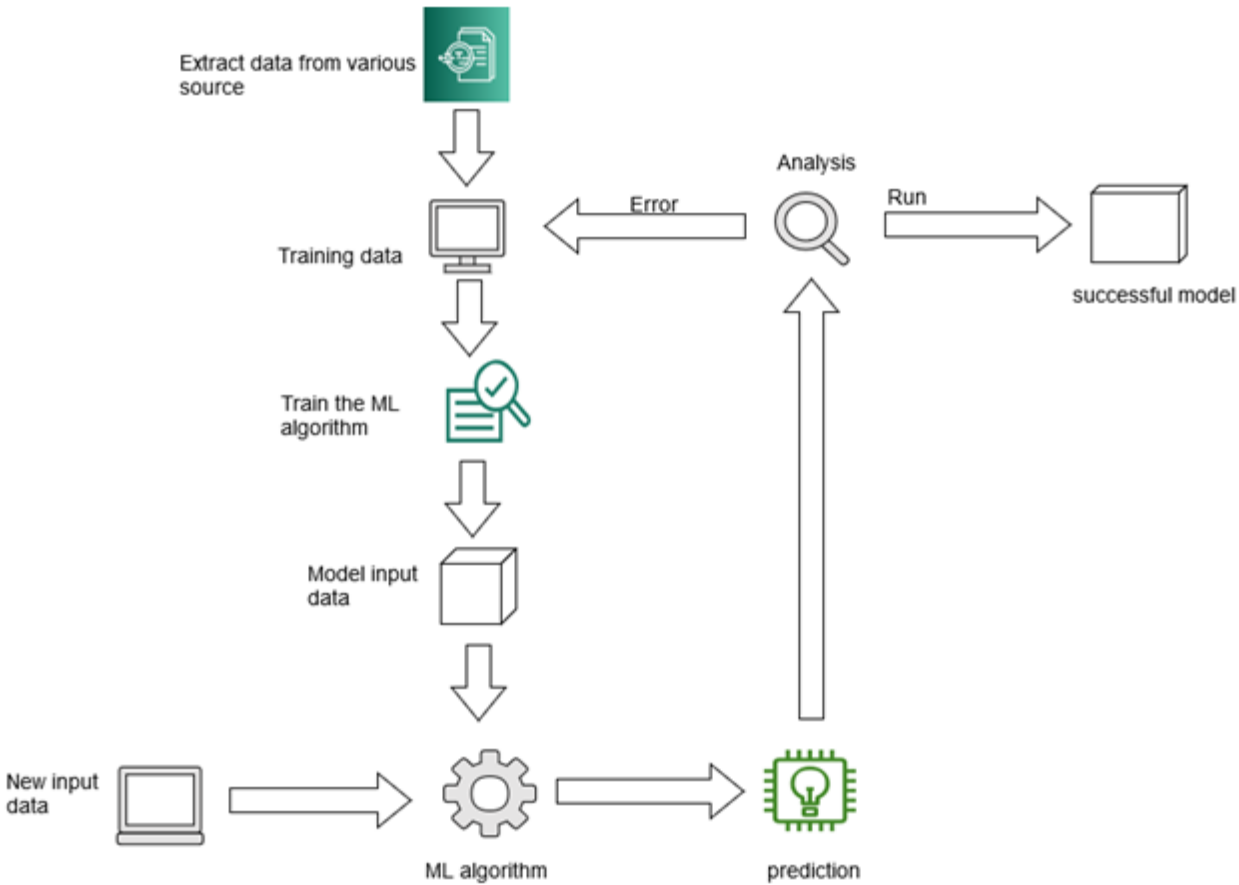 Extract data from various
source
Analysis
Error
Run
Training data
successful model
Train the ML
algorithm
Model input
data
New input
data
ML algorithm
prediction